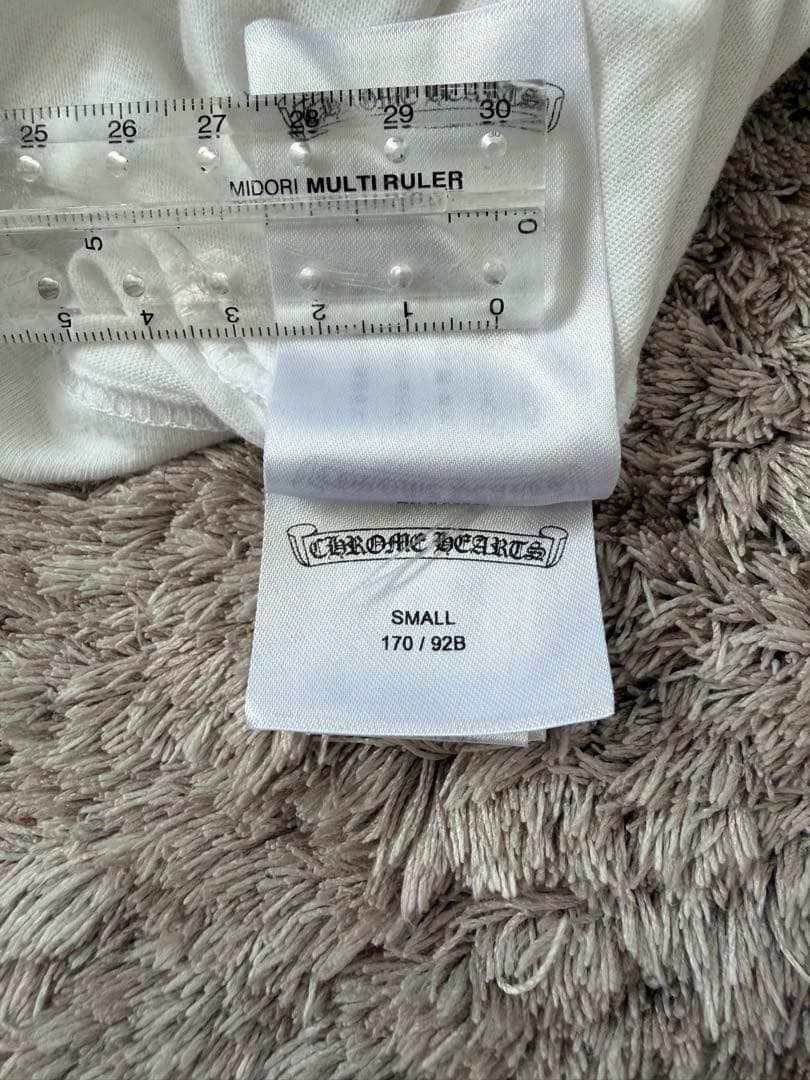 25 26 27 28 29 30
MIDORI MULTI RULER
5 0
5 4 3 2 1 0
CHROME HEARTS
SMALL
170 / 92B